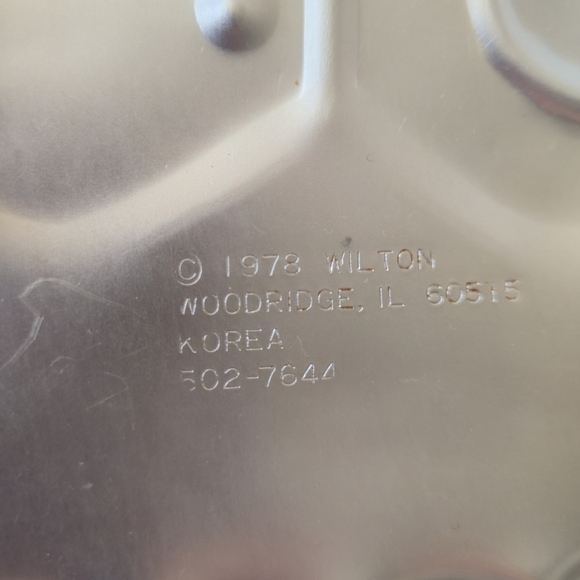 © 1978 WILTON
WOODRIDGE, IL 60515
KOREA
502-7644